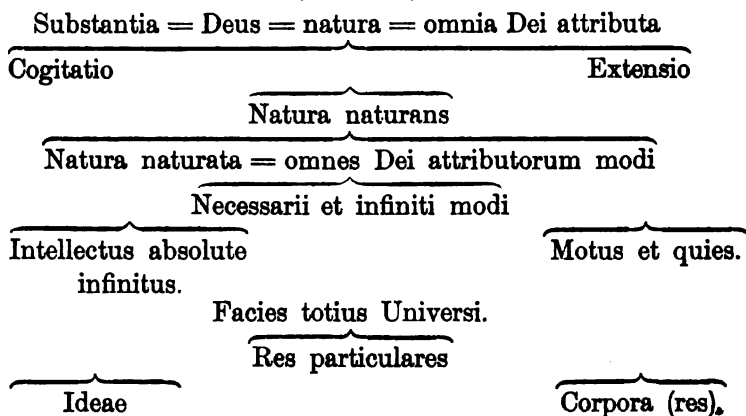 Substantia = Deus = natura = omnia Dei attributa
Cogitatio Extensio
Natura naturans
Natura naturata = omnes Dei attributorum modi
Necessarii et infiniti modi
Intellectus absolute Motus et quies.
infinitus.
Facies totius Universi.
Res particulares
Ideae Corpora (res).